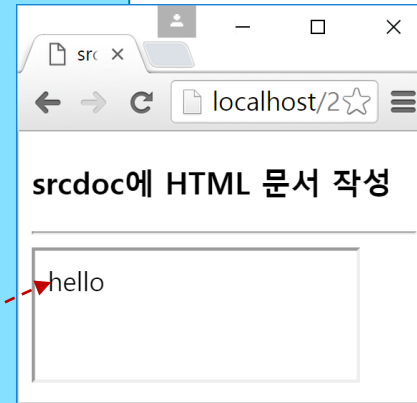 src
localhost/2
srcdoc에 HTML 문서 작성
hello